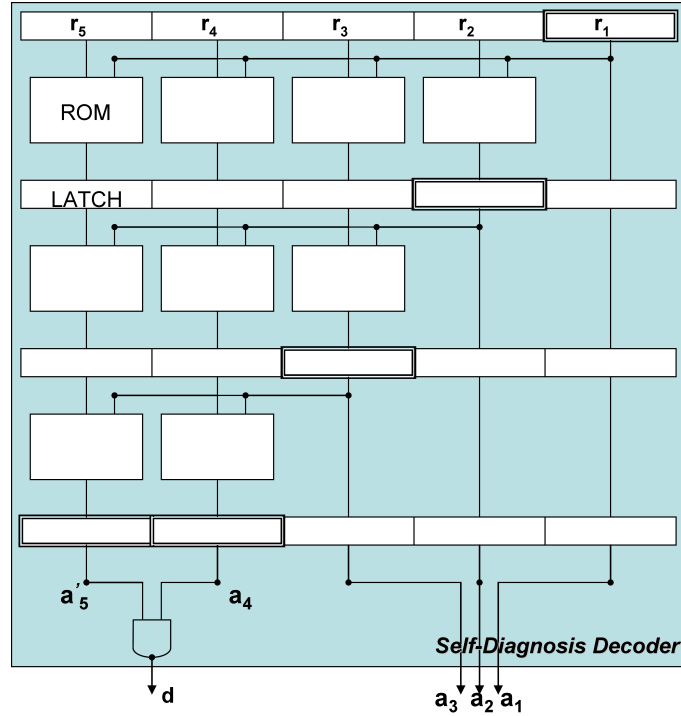 r5 r4 r3 r2 r1
ROM
LATCH
a'5 a4
Self-Diagnosis Decoder
d a3 a2 a1